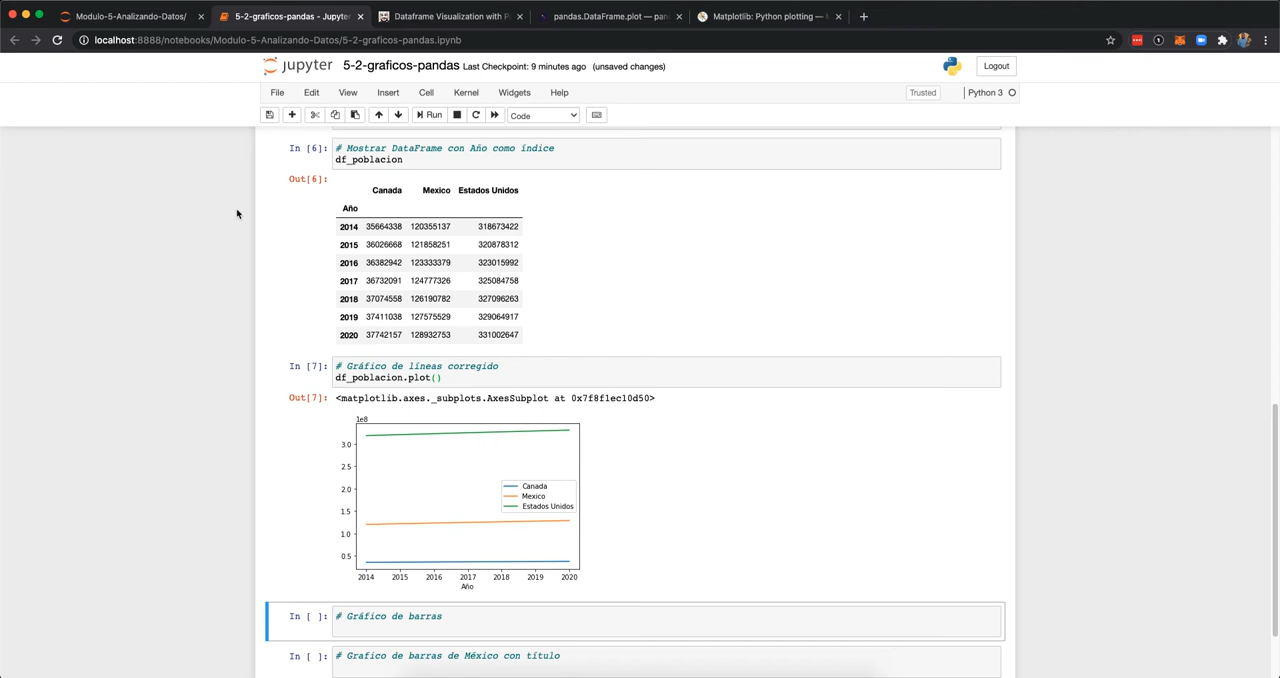 Modulo-5-Analizando-Datos/
5-2-graficos-pandas - Jupyter
Dataframe Visualization with P
pandas.DataFrame.plot — pan
Matplotlib: Python plotting —
localhost:8888/notebooks/Modulo-5-Analizando-Datos/5-2-graficos-pandas.ipynb
jupyter 5-2-graficos-pandas Last Checkpoint: 9 minutes ago (unsaved changes)
Logout
File Edit View Insert Cell Kernel Widgets Help
Trusted Python 3
Run Code
In [6]: # Mostrar DataFrame con Año como índice
df_poblacion
Out[6]:
Canada Mexico Estados Unidos
Año
2014 35664338 120355137 318673422
2015 36026668 121858251 320878312
2016 36382942 123333379 323015992
2017 36732091 124777326 325084758
2018 37074558 126190782 327096263
2019 37411038 127575529 329064917
2020 37742157 128932753 331002647
In [7]: # Gráfico de líneas corregido
df_poblacion.plot()
Out[7]: <matplotlib.axes._subplots.AxesSubplot at 0x7f8f1ec10d50>
1e8
3.0
2.5
2.0
1.5
1.0
0.5
Canada
Mexico
Estados Unidos
2014 2015 2016 2017 2018 2019 2020
Año
In [ ]: # Gráfico de barras
In [ ]: # Grafico de barras de México con título